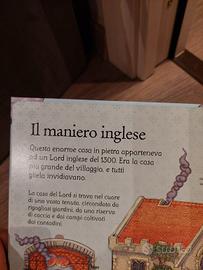 Il maniero inglese
Questa enorme casa in pietra apparteneva
ad un Lord inglese del 1300. Era la casa
più grande del villaggio, e tutti
gliela invidiavano.
La casa del Lord si trova nel cuore
di una vasta tenuta, circondata da
rigogliosi giardini, da una riserva
di caccia e dai campi coltivati
dai contadini.